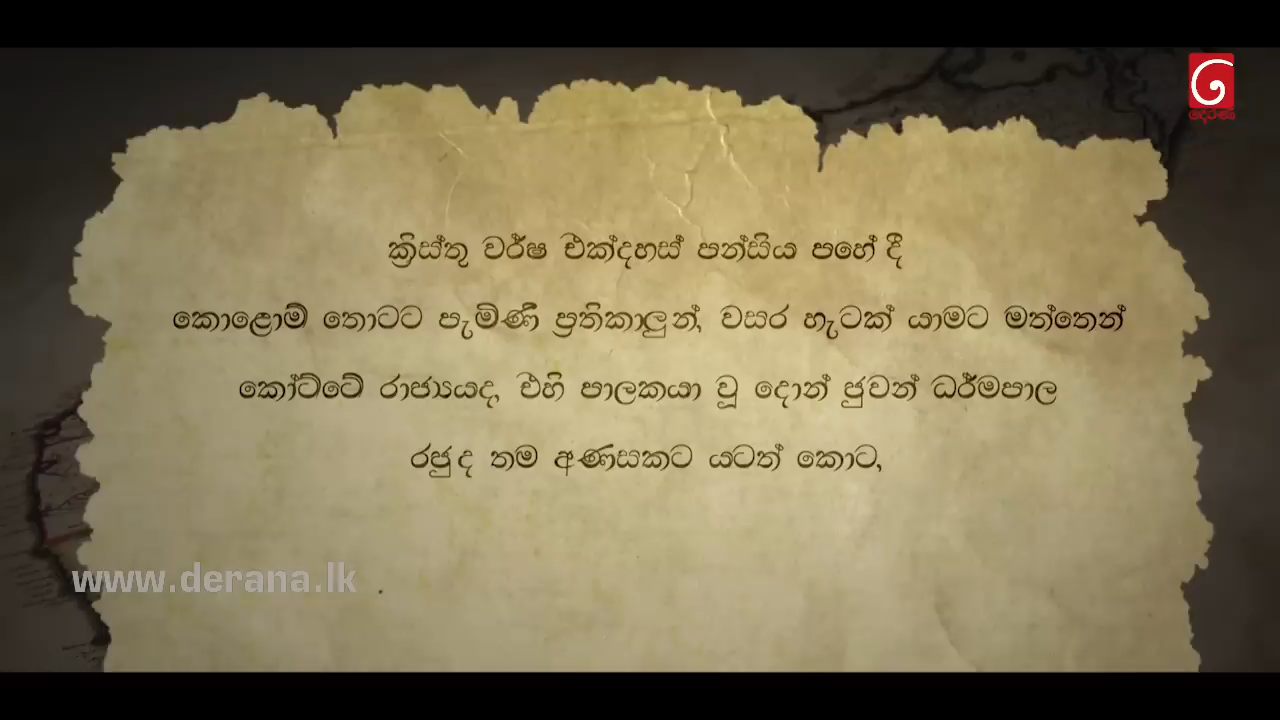 දෙරණ
ක්‍රිස්තු වර්ෂ එක්දහස් පන්සිය පහේ දී
කොළොම් තොටට පැමිණි ප්‍රතිකාලුන්, වසර හැටක් යාමට මත්තෙන්
කෝට්ටේ රාජ්‍යයද, එහි පාලකයා වූ දොන් ජුවන් ධර්මපාල
රජු ද තම අණසකට යටත් කොට,
www.derana.lk